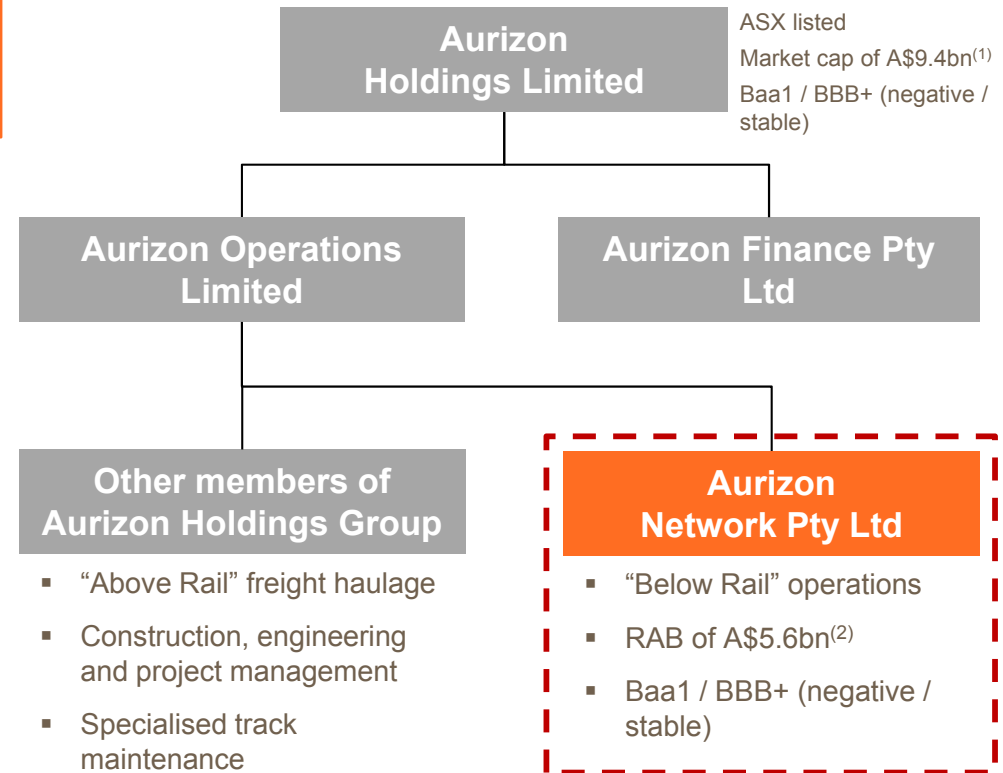 Aurizon
Holdings Limited
ASX listed
Market cap of A$9.4bn(1)
Baa1 / BBB+ (negative /
stable)
Aurizon Operations
Limited
Aurizon Finance Pty
Ltd
Other members of
Aurizon Holdings Group
▪ “Above Rail” freight haulage
▪ Construction, engineering
and project management
▪ Specialised track
maintenance
Aurizon
Network Pty Ltd
▪ “Below Rail” operations
▪ RAB of A$5.6bn(2)
▪ Baa1 / BBB+ (negative /
stable)